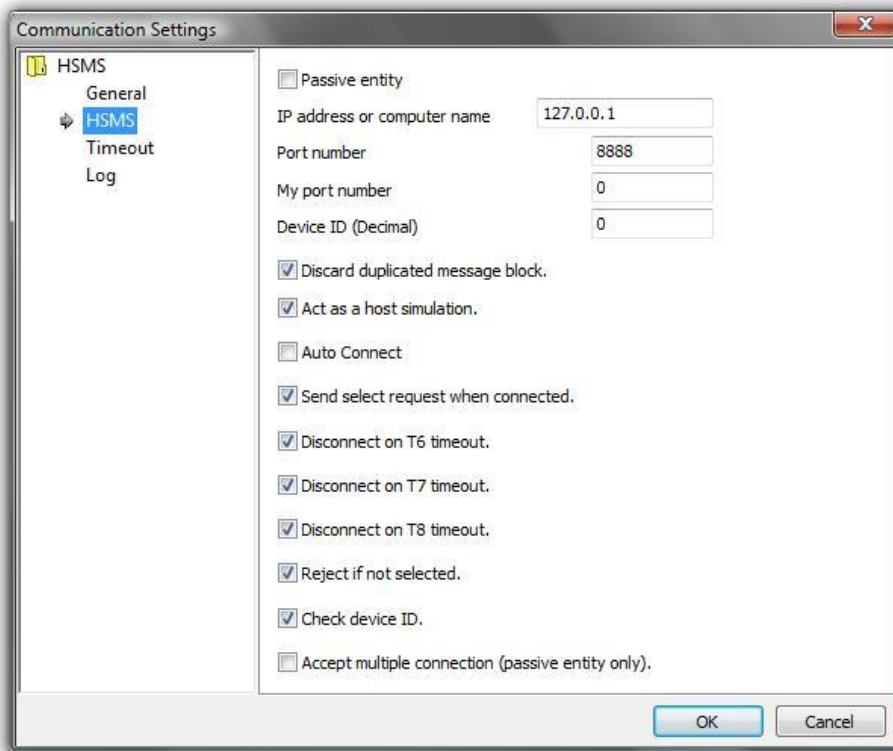 Communication Settings
HSMS
General
HSMS
Timeout
Log
Passive entity
IP address or computer name 127.0.0.1
Port number 8888
My port number 0
Device ID (Decimal) 0
Discard duplicated message block.
Act as a host simulation.
Auto Connect
Send select request when connected.
Disconnect on T6 timeout.
Disconnect on T7 timeout.
Disconnect on T8 timeout.
Reject if not selected.
Check device ID.
Accept multiple connection (passive entity only).
OK Cancel